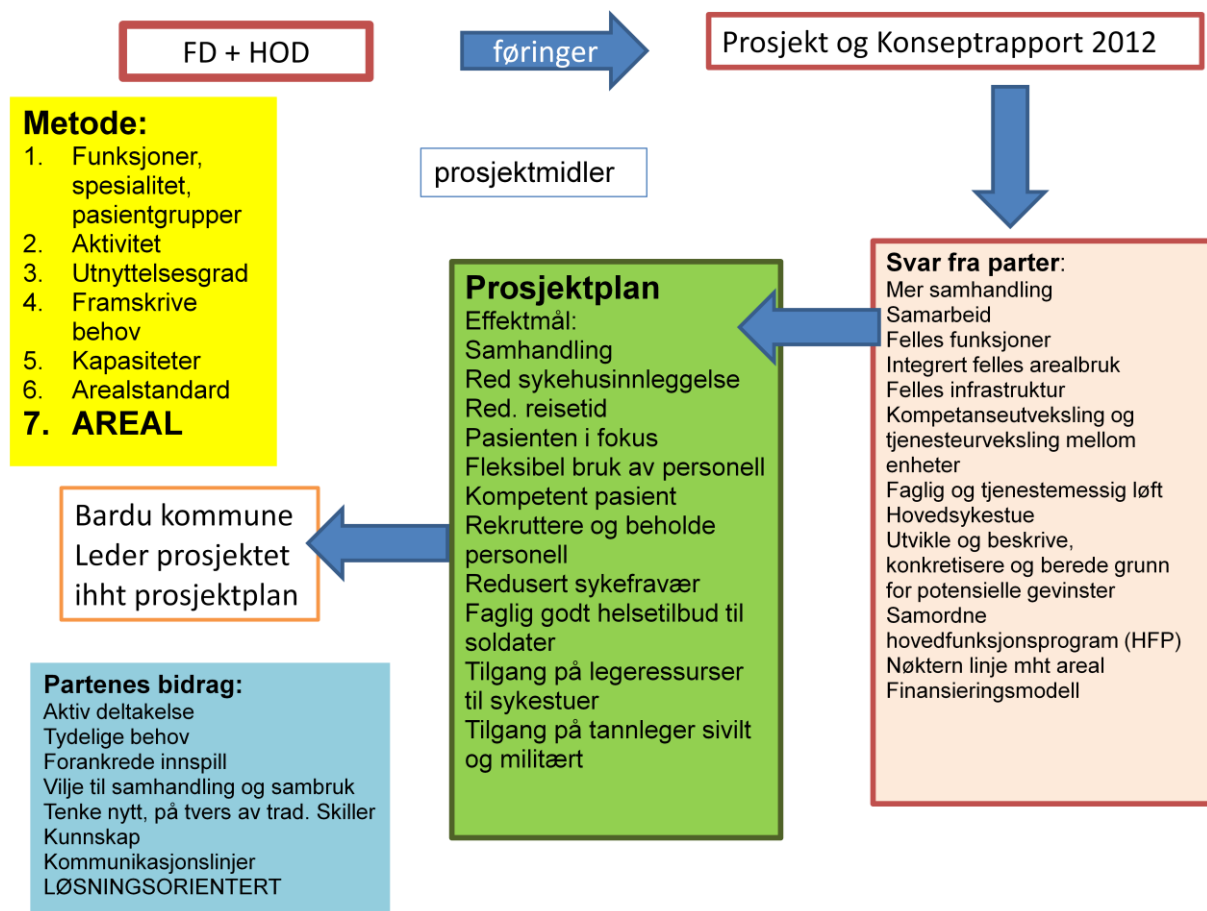 FD + HOD
føringer
Prosjekt og Konseptrapport 2012
Metode:
1. Funksjoner,
spesialitet,
pasientgrupper
2. Aktivitet
3. Utnyttelsesgrad
4. Framskrive
behov
5. Kapasiteter
6. Arealstandard
7. AREAL
prosjektmidler
Prosjektplan
Effektmål:
Samhandling
Red sykehusinnleggelse
Red. reisetid
Pasienten i fokus
Fleksibel bruk av personell
Kompetent pasient
Rekruttere og beholde
personell
Redusert sykefravær
Faglig godt helsetilbud til
soldater
Tilgang på legeressurser
til sykestuer
Tilgang på tannleger sivilt
og militært
Svar fra parter:
Mer samhandling
Samarbeid
Felles funksjoner
Integrert felles arealbruk
Felles infrastruktur
Kompetanseutveksling og
tjenesteurveksling mellom
enheter
Faglig og tjenestemessig løft
Hovedsykestue
Utvikle og beskrive,
konkretisere og berede grunn
for potensielle gevinster
Samordne
hovedfunksjonsprogram (HFP)
Nøktern linje mht areal
Finansieringsmodell
Bardu kommune
Leder prosjektet
ihht prosjektplan
Partenes bidrag:
Aktiv deltakelse
Tydelige behov
Forankrede innspill
Vilje til samhandling og sambruk
Tenke nytt, på tvers av trad. Skiller
Kunnskap
Kommunikasjonslinjer
LØSNINGSORIENTERT